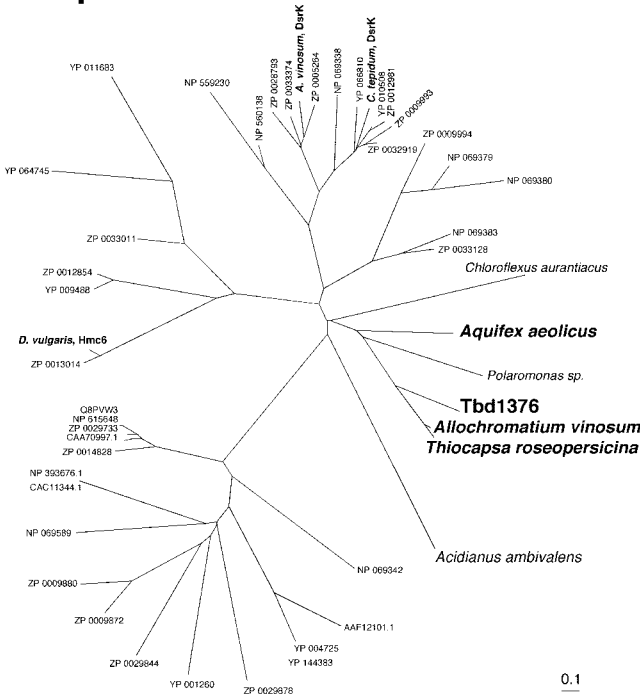 YP 011683
NP 559230
NP 560138
ZP 0028793
ZP 0033374
A. vinosum, DsrK
ZP 0005264
NP 069338
YP 066810
C. tepidum, DsrK
YP 010508
ZP 0012981
ZP 0009993
ZP 0032919
ZP 0009994
NP 069379
NP 069380
YP 064745
ZP 0033011
NP 069383
ZP 0033128
Chloroflexus aurantiacus
ZP 0012854
YP 009488
D. vulgaris, Hmc6
ZP 0013014
Aquifex aeolicus
Polaromonas sp.
Tbd1376
Allochromatium vinosum
Thiocapsa roseopersicina
Q8PVW3
NP 615648
ZP 0029733
CAA70997.1
ZP 0014828
NP 393676.1
CAC11344.1
NP 069589
Acidianus ambivalens
NP 069342
ZP 0009880
ZP 0009872
AAF12101.1
YP 004725
YP 144383
ZP 0029844
YP 001260
ZP 0029878
0.1